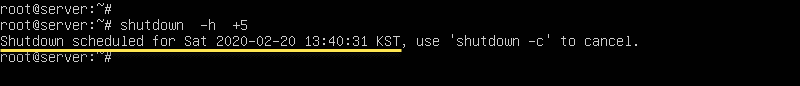 root@server:~#
root@server:~# shutdown  -h  +5
Shutdown scheduled for Sat 2020-02-20 13:40:31 KST, use 'shutdown -c' to cancel.
root@server:~#